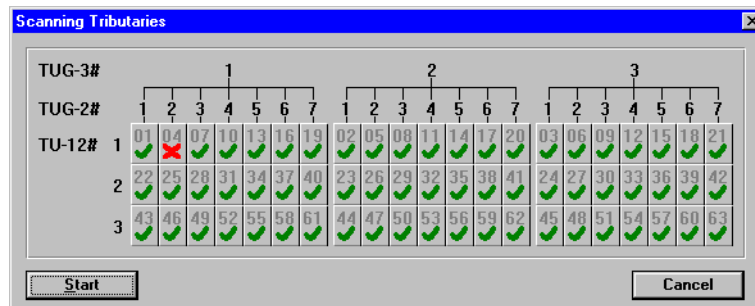 Scanning Tributaries
TUG-3# 1 2 3
TUG-2# 1 2 3 4 5 6 7 1 2 3 4 5 6 7 1 2 3 4 5 6 7
TU-12# 1 01 04 07 10 13 16 19 02 05 08 11 14 17 20 03 06 09 12 15 18 21
2 22 25 28 31 34 37 40 23 26 29 32 35 38 41 24 27 30 33 36 39 42
3 43 46 49 52 55 58 61 44 47 50 53 56 59 62 45 48 51 54 57 60 63
Start Cancel